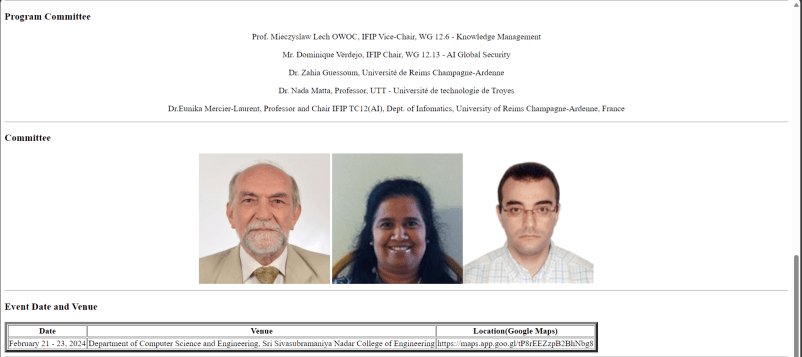 Program Committee
Prof. Mieczyslaw Lech OWOC, IFIP Vice-Chair, WG 12.6 - Knowledge Management
Mr. Dominique Verdejo, IFIP Chair, WG 12.13 - AI Global Security
Dr. Zahia Guessoum, Université de Reims Champagne-Ardenne
Dr. Nada Matta, Professor, UTT - Université de technologie de Troyes
Dr.Eunika Mercier-Laurent, Professor and Chair IFIP TC12(AI), Dept. of Infomatics, University of Reims Champagne-Ardenne, France
Committee
Event Date and Venue
Date Venue Location(Google Maps)
February 21 - 23, 2024 Department of Computer Science and Engineering, Sri Sivasubramaniya Nadar College of Engineering https://maps.app.goo.gl/tP8rEEZzpB2BhNbg8